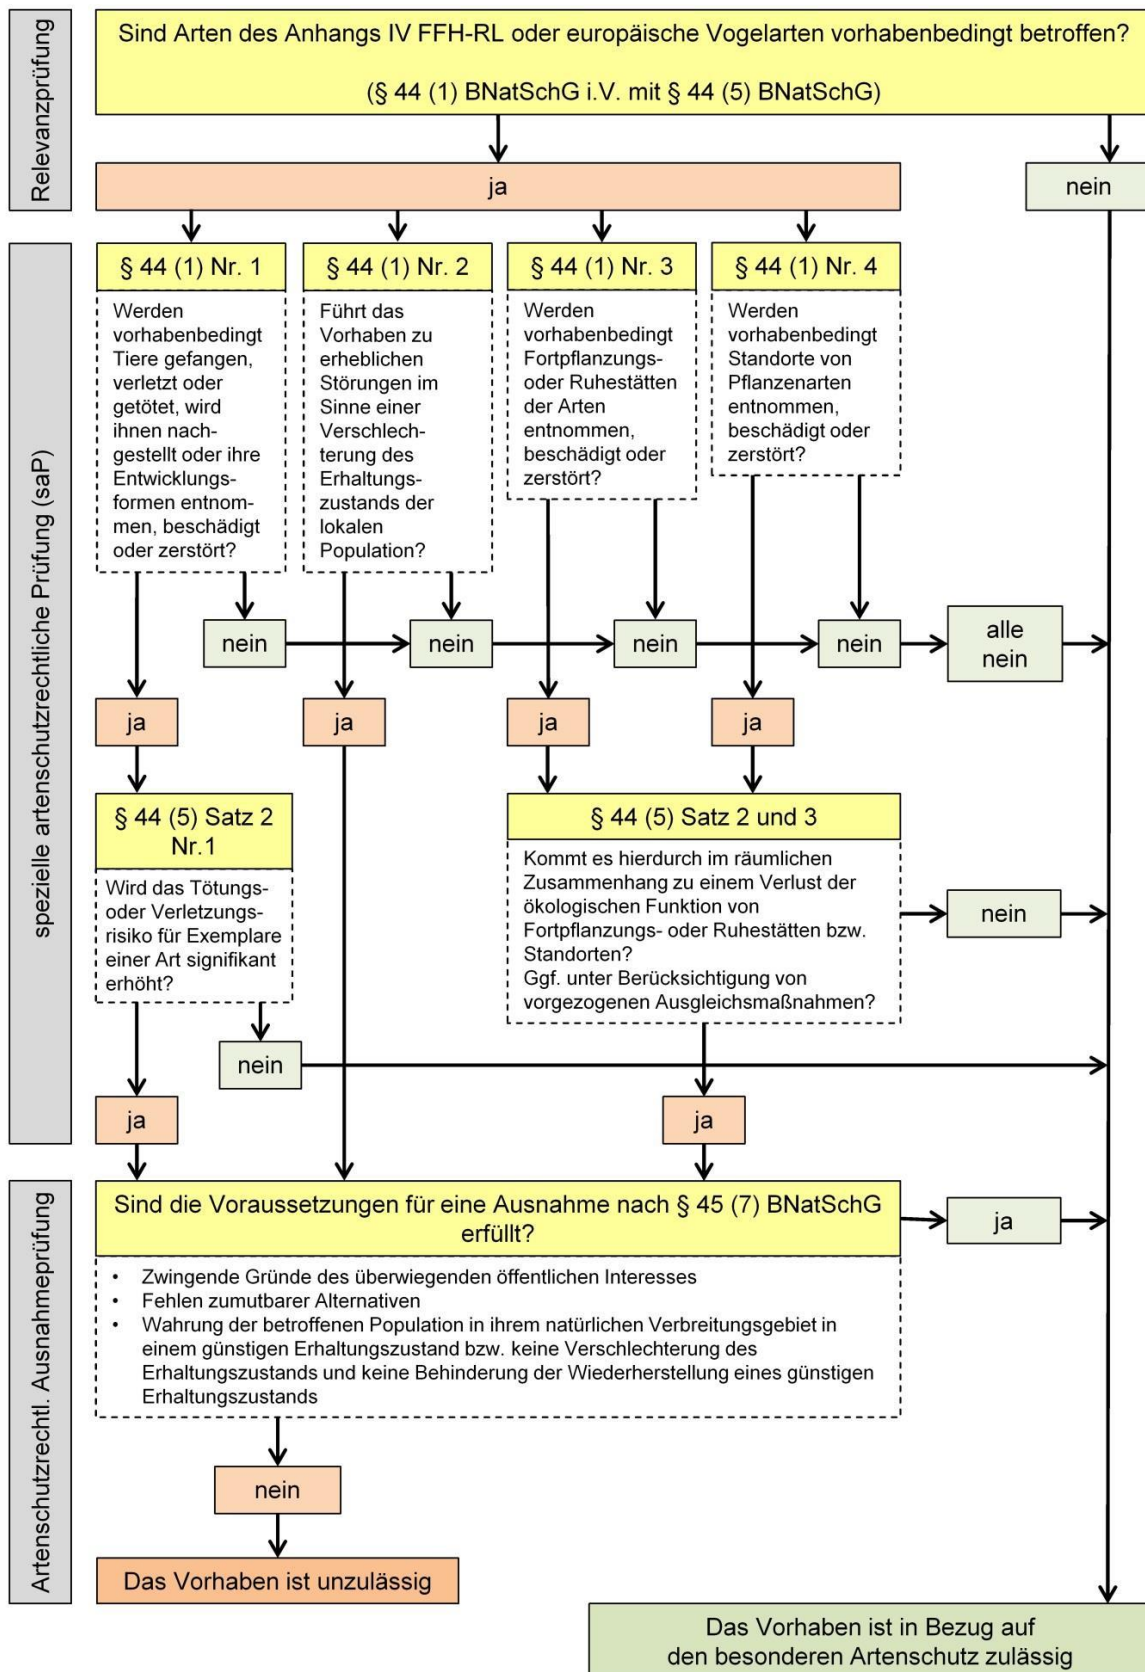 Relevanzprüfung
Sind Arten des Anhangs IV FFH-RL oder europäische Vogelarten vorhabenbedingt betroffen?
(§ 44 (1) BNatSchG i.V. mit § 44 (5) BNatSchG)
ja
nein
spezielle artenschutzrechtliche Prüfung (saP)
§ 44 (1) Nr. 1
Werden
vorhabenbedingt
Tiere gefangen,
verletzt oder
getötet, wird
ihnen nach-
gestellt oder ihre
Entwicklungs-
formen entnom-
men, beschädigt
oder zerstört?
§ 44 (1) Nr. 2
Führt das
Vorhaben zu
erheblichen
Störungen im
Sinne einer
Verschlech-
terung des
Erhaltungs-
zustands der
lokalen
Population?
§ 44 (1) Nr. 3
Werden
vorhabenbedingt
Fortpflanzungs-
oder Ruhestätten
der Arten
entnommen,
beschädigt oder
zerstört?
§ 44 (1) Nr. 4
Werden
vorhabenbedingt
Standorte von
Pflanzenarten
entnommen,
beschädigt oder
zerstört?
nein
nein
nein
nein
alle
nein
ja
ja
ja
ja
§ 44 (5) Satz 2
Nr.1
Wird das Tötungs-
oder Verletzungs-
risiko für Exemplare
einer Art signifikant
erhöht?
§ 44 (5) Satz 2 und 3
Kommt es hierdurch im räumlichen
Zusammenhang zu einem Verlust der
ökologischen Funktion von
Fortpflanzungs- oder Ruhestätten bzw.
Standorten?
Ggf. unter Berücksichtigung von
vorgezogenen Ausgleichsmaßnahmen?
nein
nein
ja
ja
Artenschutzrechtl. Ausnahmeprüfung
Sind die Voraussetzungen für eine Ausnahme nach § 45 (7) BNatSchG
erfüllt?
• Zwingende Gründe des überwiegenden öffentlichen Interesses
• Fehlen zumutbarer Alternativen
• Wahrung der betroffenen Population in ihrem natürlichen Verbreitungsgebiet in
einem günstigen Erhaltungszustand bzw. keine Verschlechterung des
Erhaltungszustands und keine Behinderung der Wiederherstellung eines günstigen
Erhaltungszustands
ja
nein
Das Vorhaben ist unzulässig
Das Vorhaben ist in Bezug auf
den besonderen Artenschutz zulässig